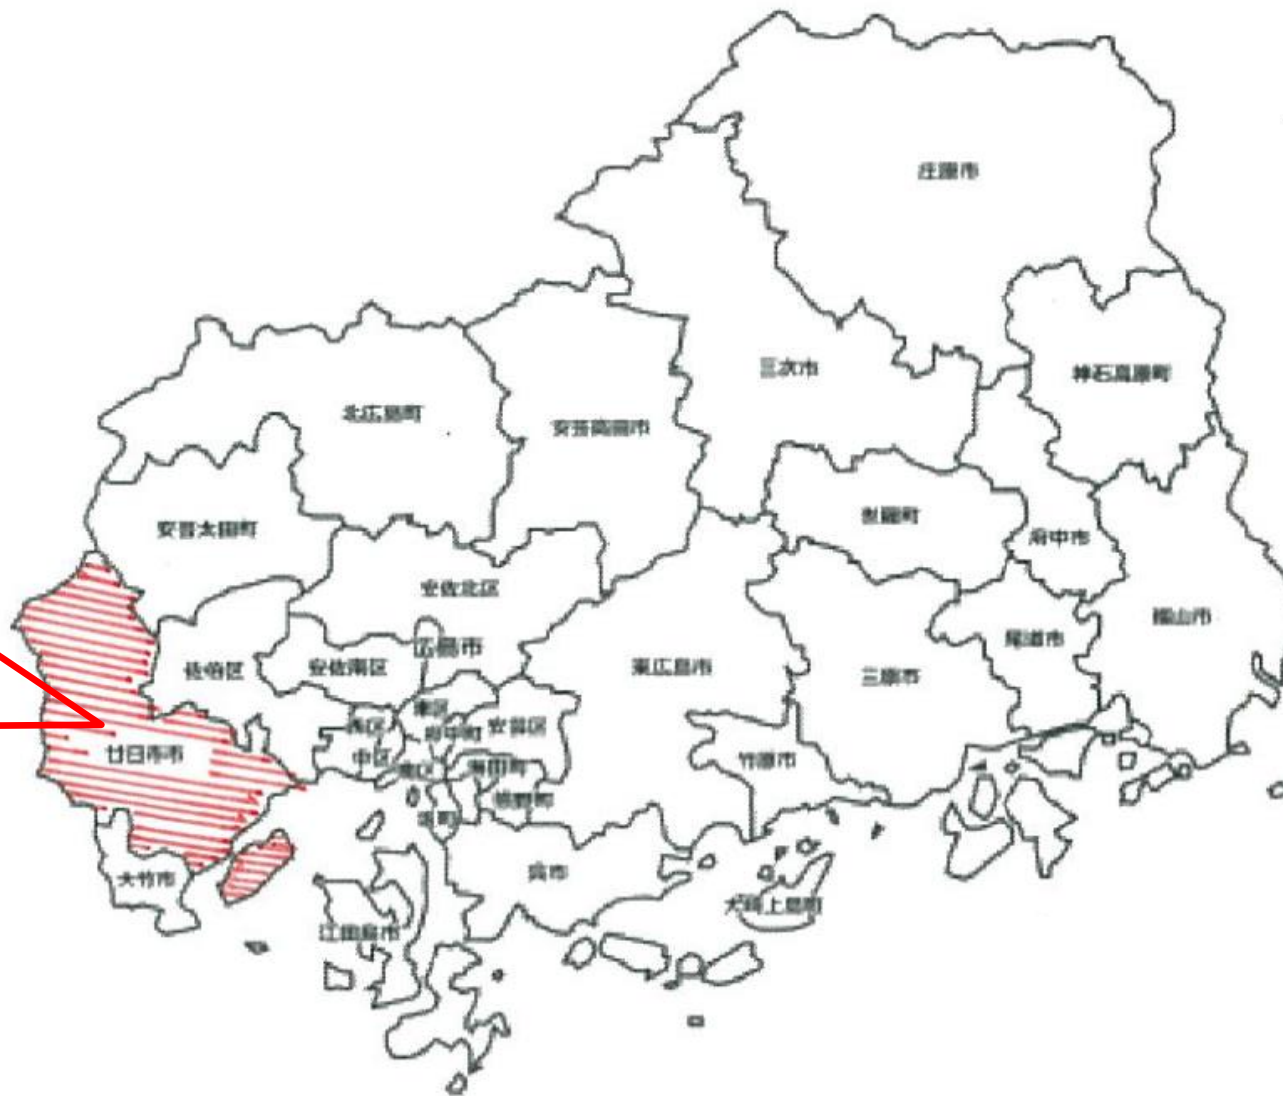 庄原市
三次市
神石高原町
北広島町
安芸高田市
世羅町
安芸太田町
府中市
安佐北区
福山市
尾道市
広島市
佐伯区
安佐南区
東広島市
三原市
東区
西区
府中町
安芸区
廿日市市
中区
南区
海田町
竹原市
熊野町
坂町
大竹市
呉市
大崎上島町
江田島市